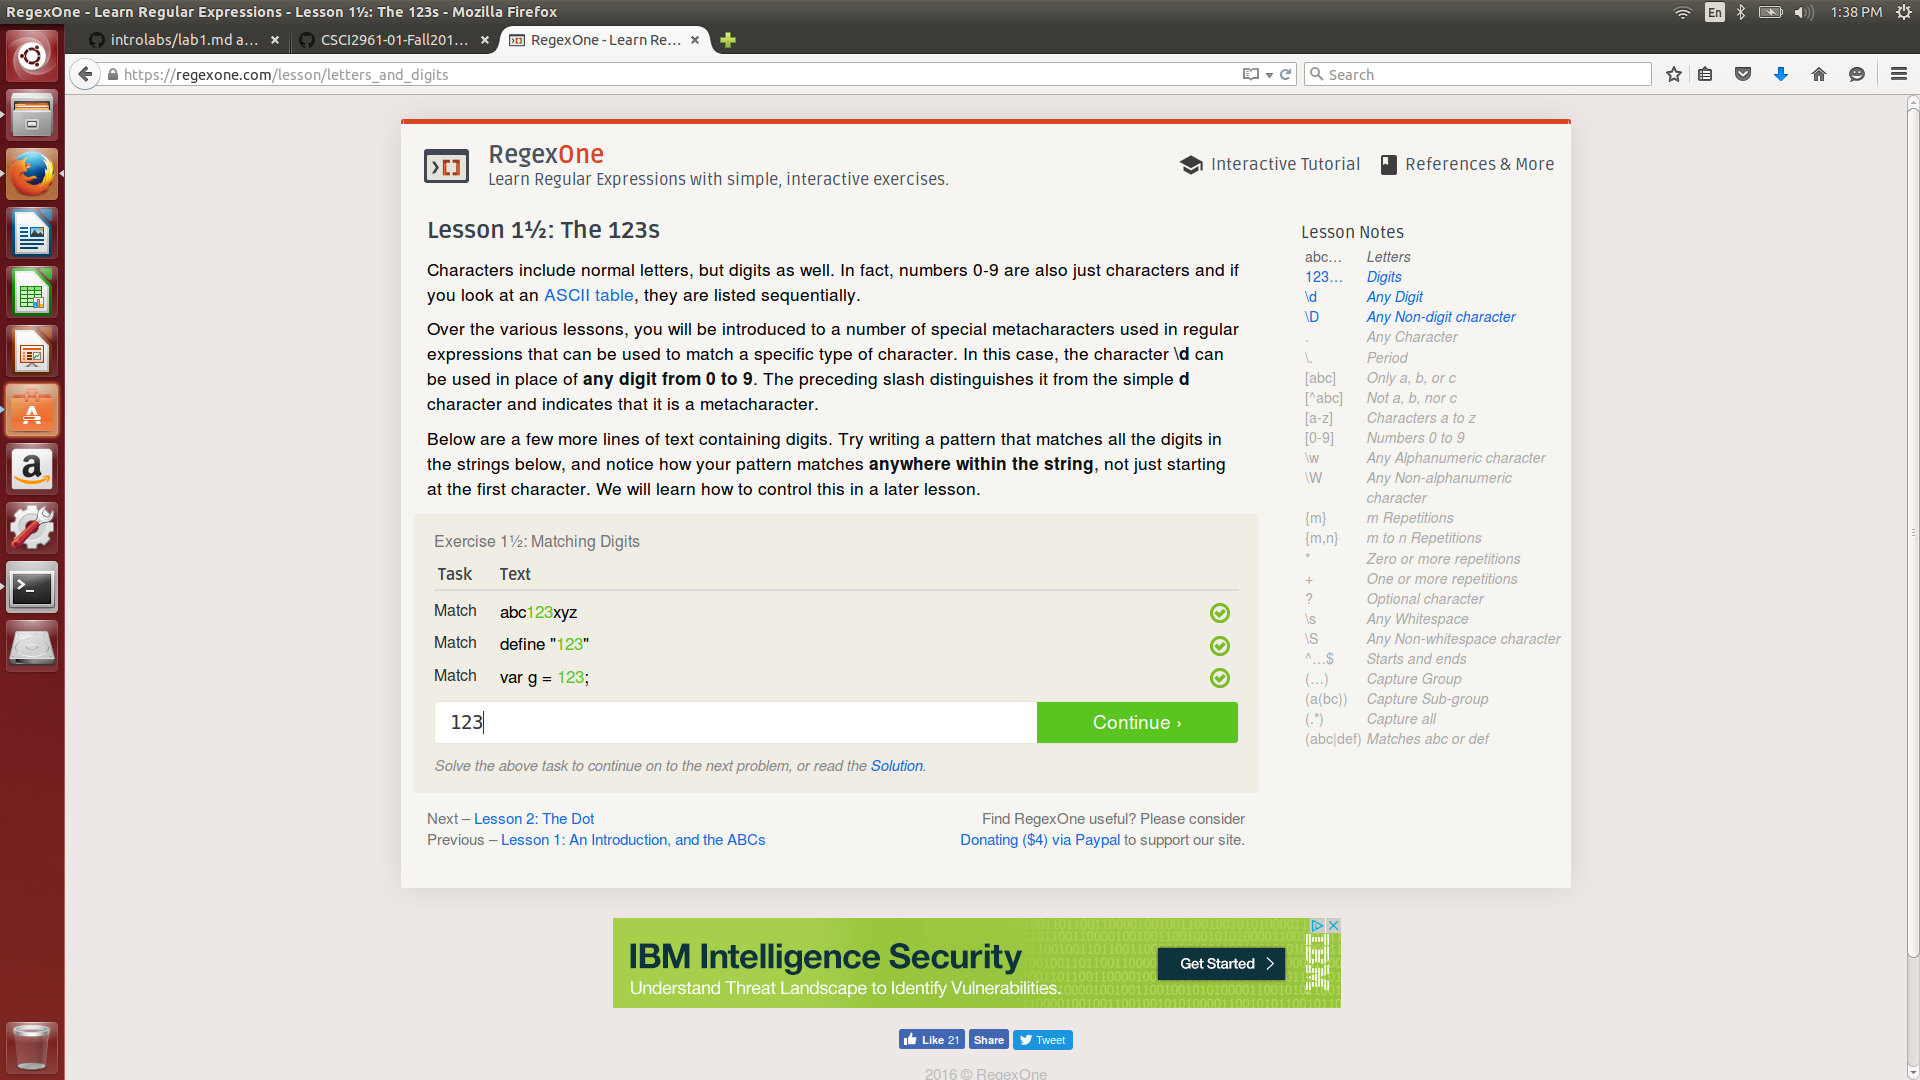 RegexOne - Learn Regular Expressions - Lesson 1½: The 123s - Mozilla Firefox
En
1:38 PM
introlabs/lab1.md a...
CSCI2961-01-Fall201...
RegexOne - Learn Re...
https://regexone.com/lesson/letters_and_digits
Search
RegexOne
Learn Regular Expressions with simple, interactive exercises.
Interactive Tutorial
References & More
Lesson 1½: The 123s
Characters include normal letters, but digits as well. In fact, numbers 0-9 are also just characters and if
you look at an ASCII table, they are listed sequentially.
Over the various lessons, you will be introduced to a number of special metacharacters used in regular
expressions that can be used to match a specific type of character. In this case, the character \d can
be used in place of any digit from 0 to 9. The preceding slash distinguishes it from the simple d
character and indicates that it is a metacharacter.
Below are a few more lines of text containing digits. Try writing a pattern that matches all the digits in
the strings below, and notice how your pattern matches anywhere within the string, not just starting
at the first character. We will learn how to control this in a later lesson.
Exercise 1½: Matching Digits
Task Text
Match abc123xyz
Match define "123"
Match var g = 123;
123
Continue ›
Solve the above task to continue on to the next problem, or read the Solution.
Next – Lesson 2: The Dot
Previous – Lesson 1: An Introduction, and the ABCs
Find RegexOne useful? Please consider
Donating ($4) via Paypal to support our site.
Lesson Notes
abc… Letters
123… Digits
\d Any Digit
\D Any Non-digit character
. Any Character
\. Period
[abc] Only a, b, or c
[^abc] Not a, b, nor c
[a-z] Characters a to z
[0-9] Numbers 0 to 9
\w Any Alphanumeric character
\W Any Non-alphanumeric
character
{m} m Repetitions
{m,n} m to n Repetitions
* Zero or more repetitions
+ One or more repetitions
? Optional character
\s Any Whitespace
\S Any Non-whitespace character
^…$ Starts and ends
(…) Capture Group
(a(bc)) Capture Sub-group
(.*) Capture all
(abc|def) Matches abc or def
IBM Intelligence Security
Understand Threat Landscape to Identify Vulnerabilities.
Get Started
IBM
Like 21
Share
Tweet
2016 © RegexOne